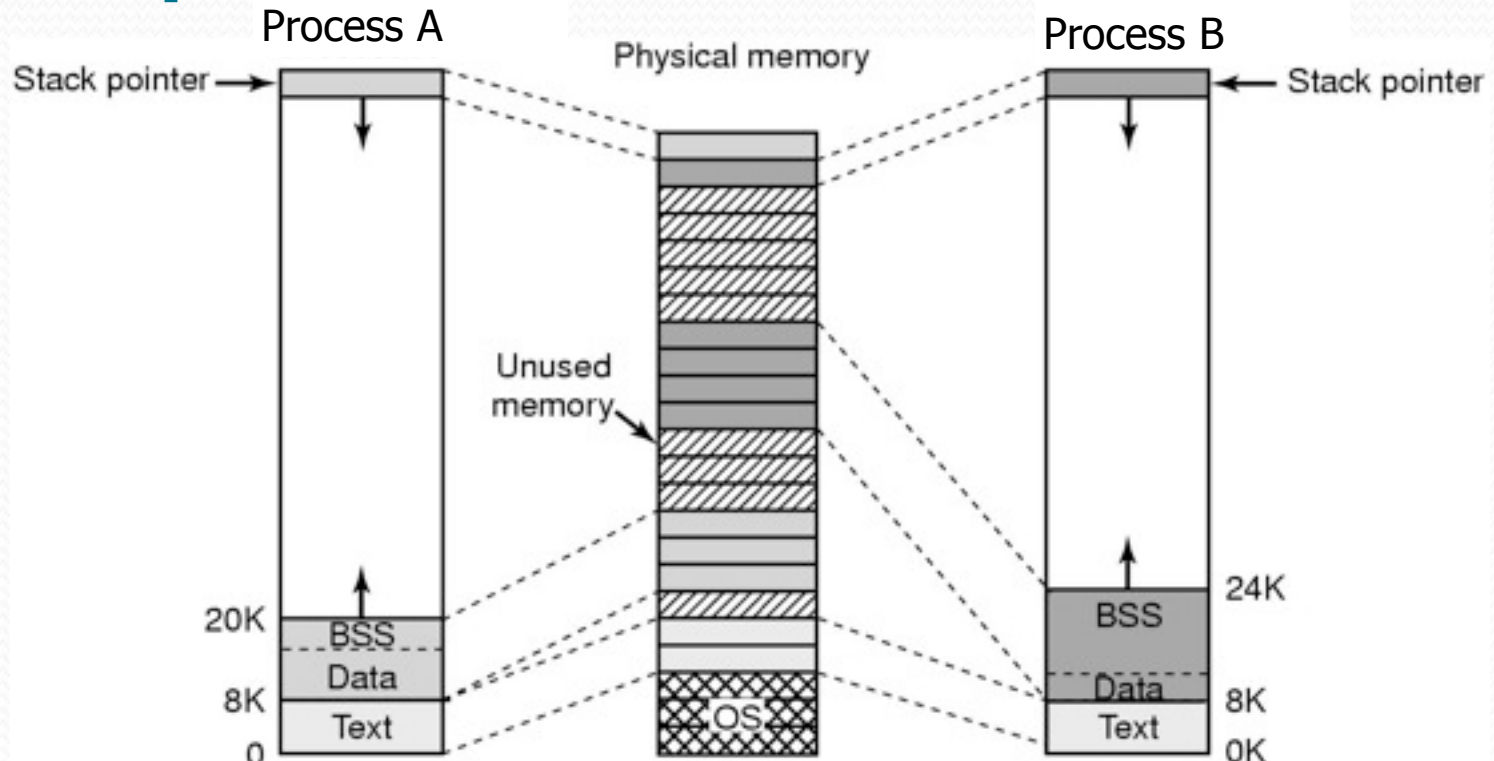 Process A
Physical memory
Process B
Stack pointer
Stack pointer
Unused
memory
20K
BSS
Data
8K
Text
0
OS
24K
BSS
Data
8K
Text
0K